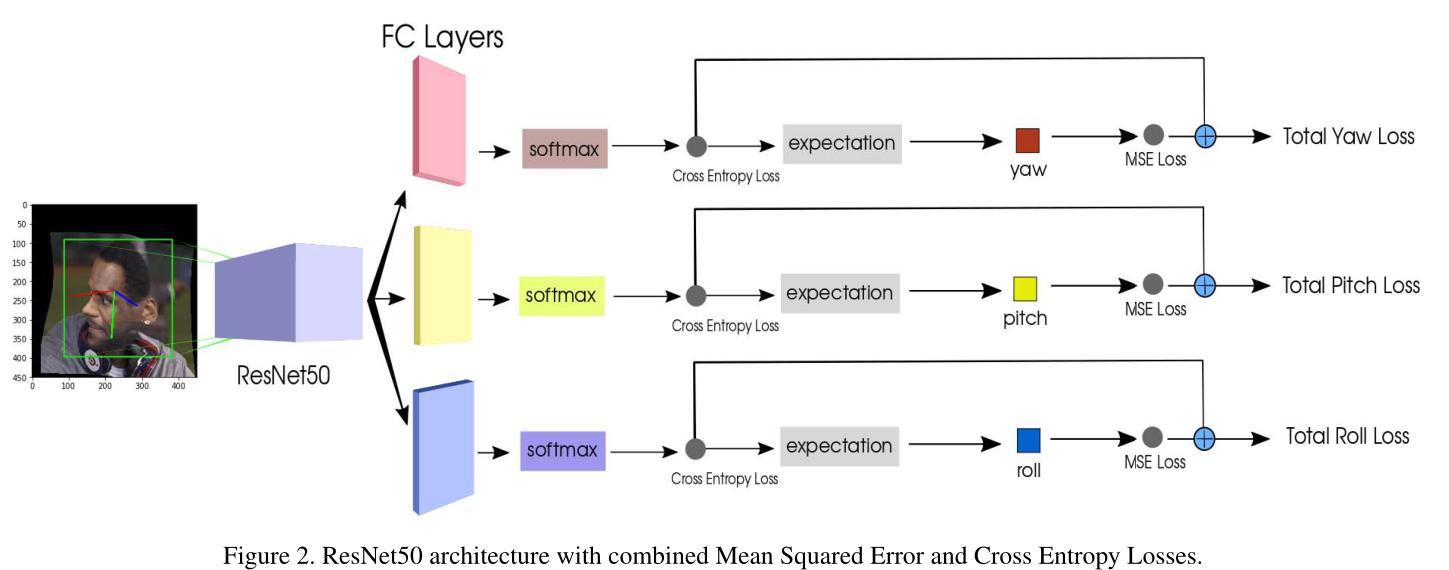 FC Layers
softmax
Cross Entropy Loss
expectation
yaw
MSE Loss
Total Yaw Loss
0
50
100
150
200
250
300
350
400
450
0 100 200 300 400
ResNet50
softmax
Cross Entropy Loss
expectation
pitch
MSE Loss
Total Pitch Loss
softmax
Cross Entropy Loss
expectation
roll
MSE Loss
Total Roll Loss
Figure 2. ResNet50 architecture with combined Mean Squared Error and Cross Entropy Losses.